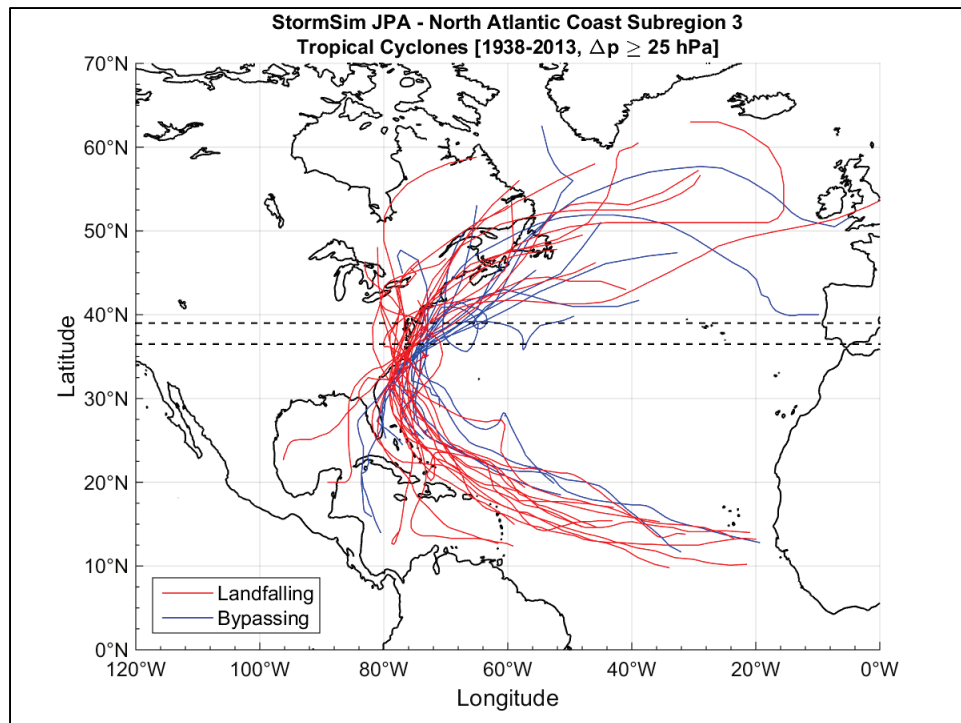 StormSim JPA - North Atlantic Coast Subregion 3
Tropical Cyclones [1938-2013, Δp ≥ 25 hPa]
70°N
60°N
50°N
40°N
30°N
20°N
10°N
0°N
Latitude
Landfalling
Bypassing
120°W 100°W 80°W 60°W 40°W 20°W 0°W
Longitude